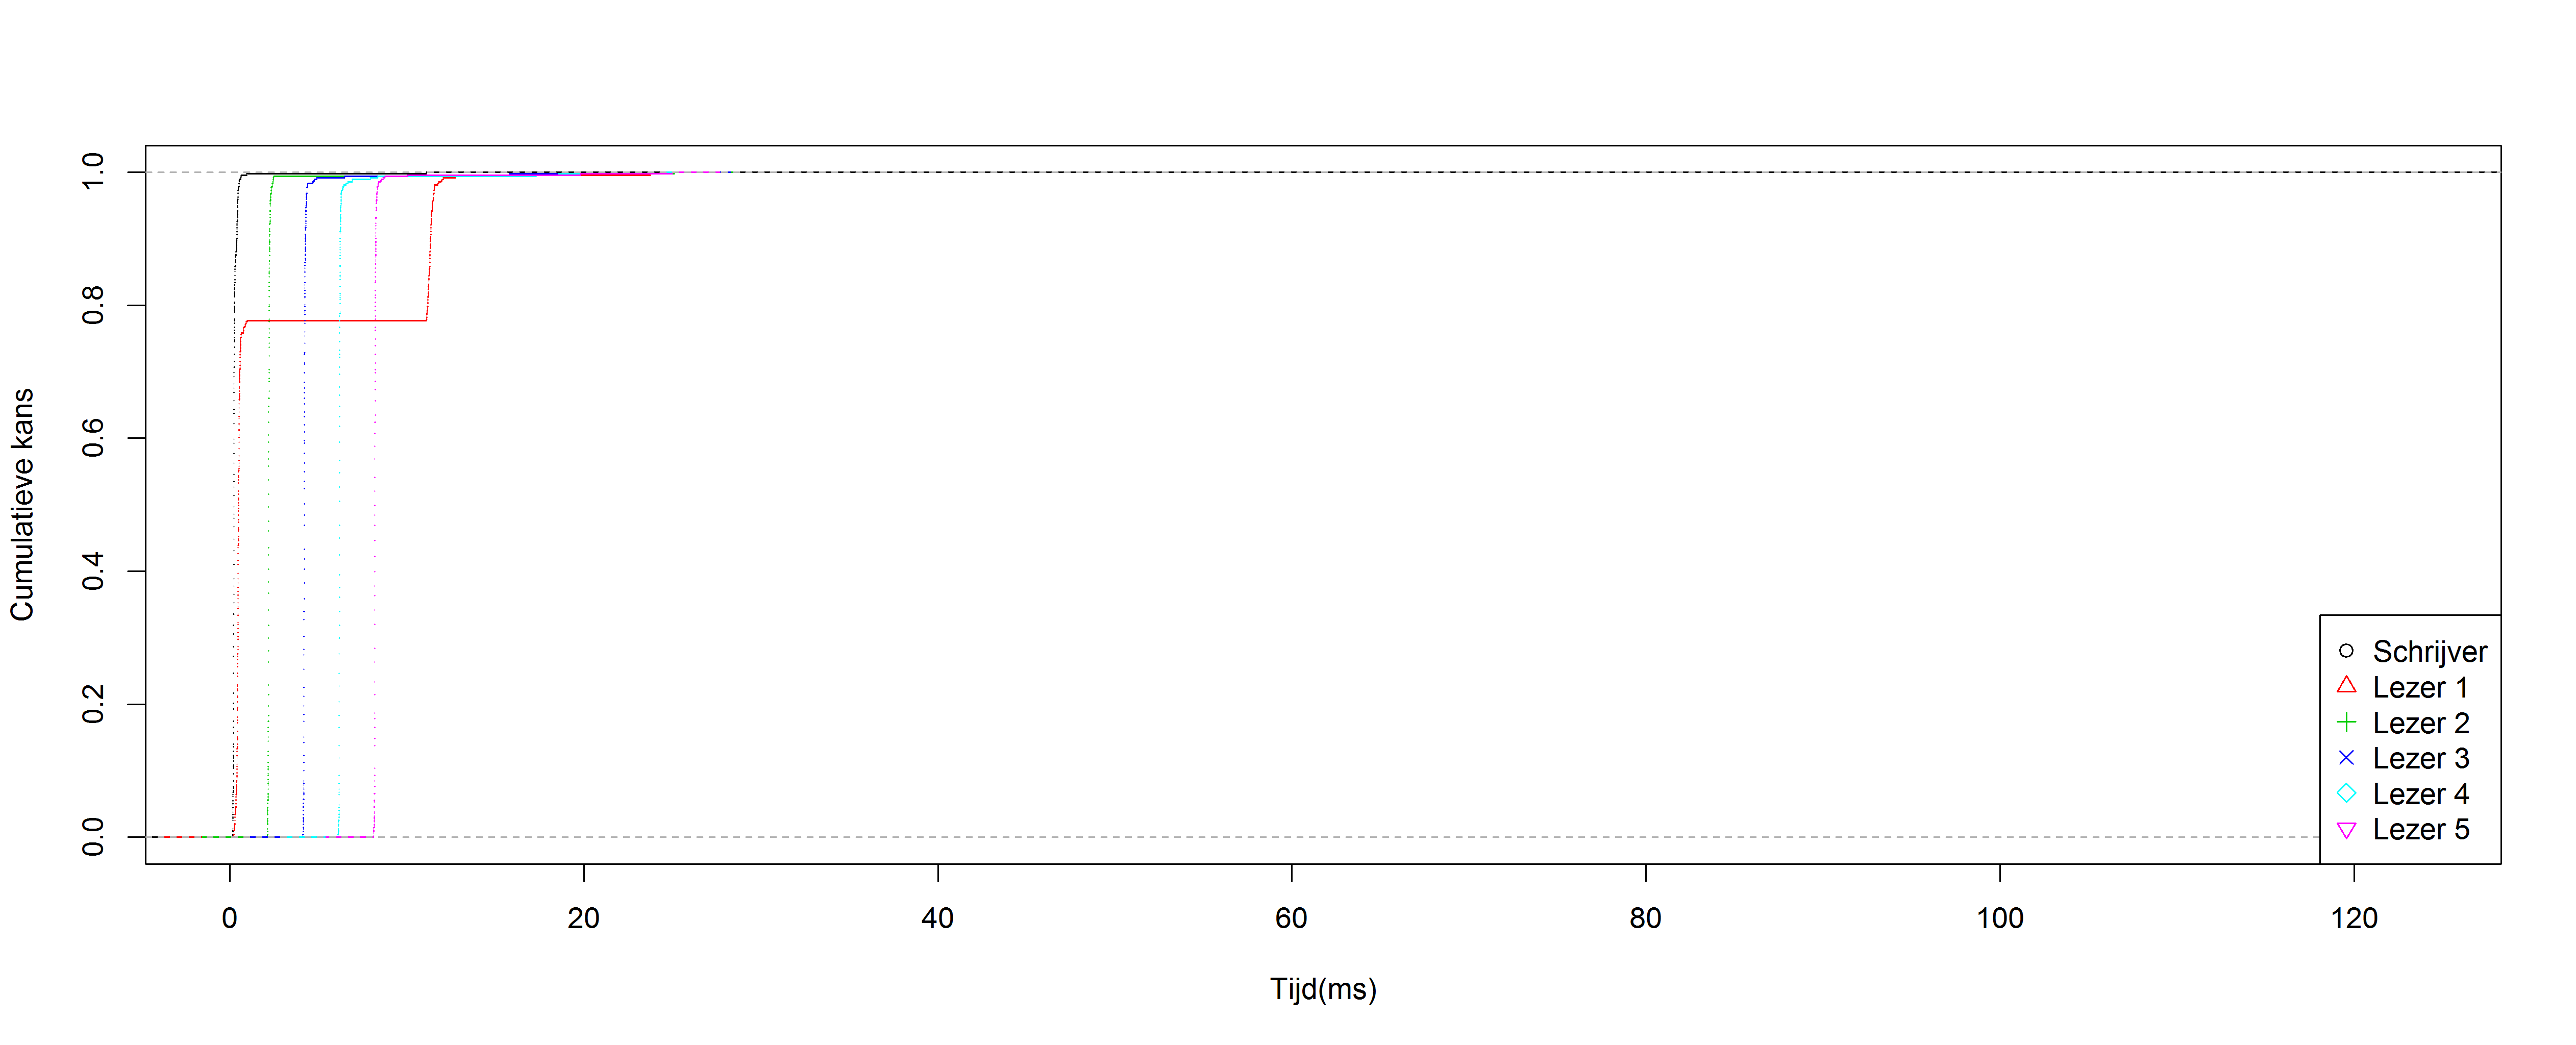 Cumulatieve kans
1.0
0.8
0.6
0.4
0.2
0.0
0 20 40 60 80 100 120
Tijd(ms)
Schrijver
Lezer 1
Lezer 2
Lezer 3
Lezer 4
Lezer 5